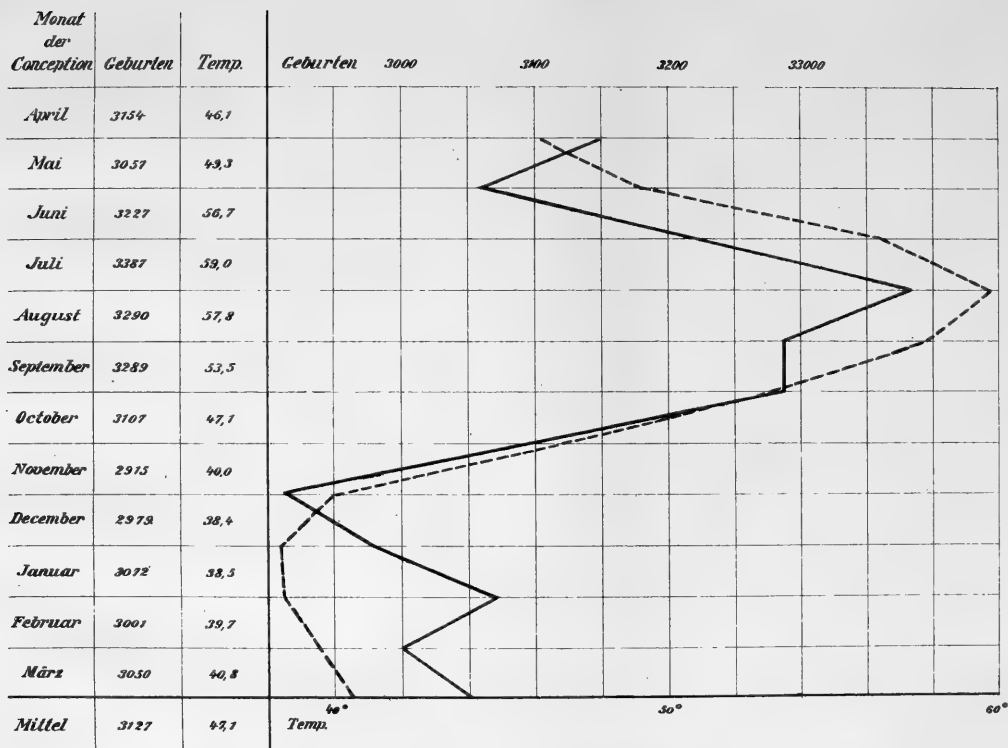 Monat
der
Conception Geburten Temp. Geburten 3000 3100 3200 33000
April 3154 46,1
Mai 3057 49,3
Juni 3227 56,7
Juli 3387 59,0
August 3290 57,8
September 3289 53,5
October 3107 47,1
November 2915 40,0
December 2979 38,4
Januar 3072 38,5
Februar 3001 39,7
März 3050 40,8
40° 50° 60°
Mittel 3127 47,1 Temp.